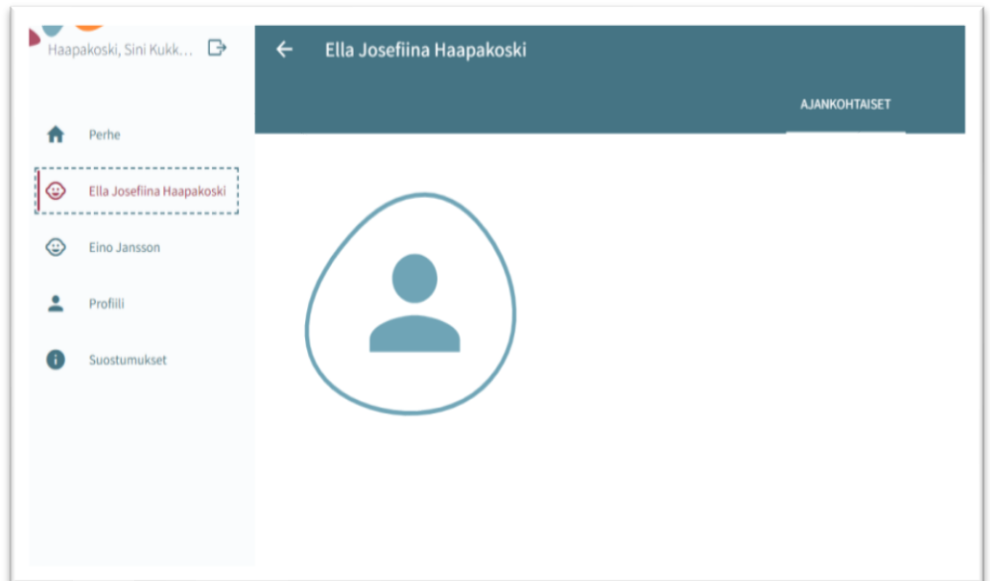 Haapakoski, Sini Kukk...
Ella Josefiina Haapakoski
AJANKOHTAISET
Perhe
Ella Josefiina Haapakoski
Eino Jansson
Profiili
Suostumukset